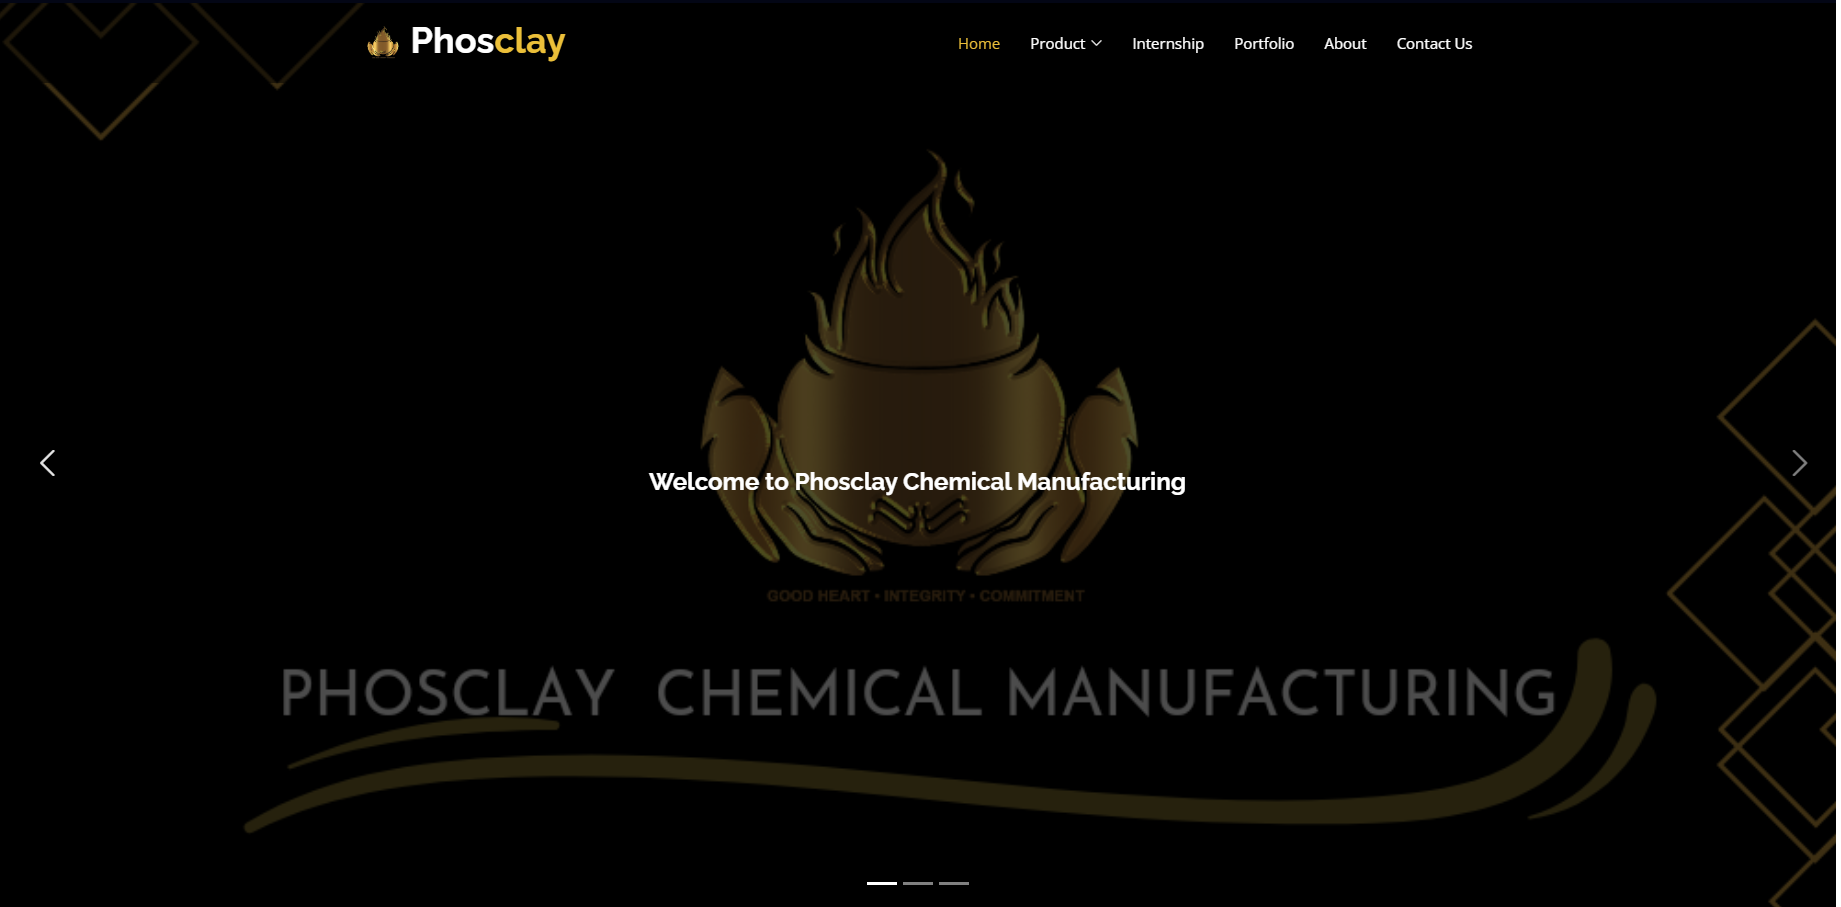 Phosclay
Home Product Internship Portfolio About Contact Us
Welcome to Phosclay Chemical Manufacturing
GOOD HEART • INTEGRITY • COMMITMENT
PHOSCLAY CHEMICAL MANUFACTURING